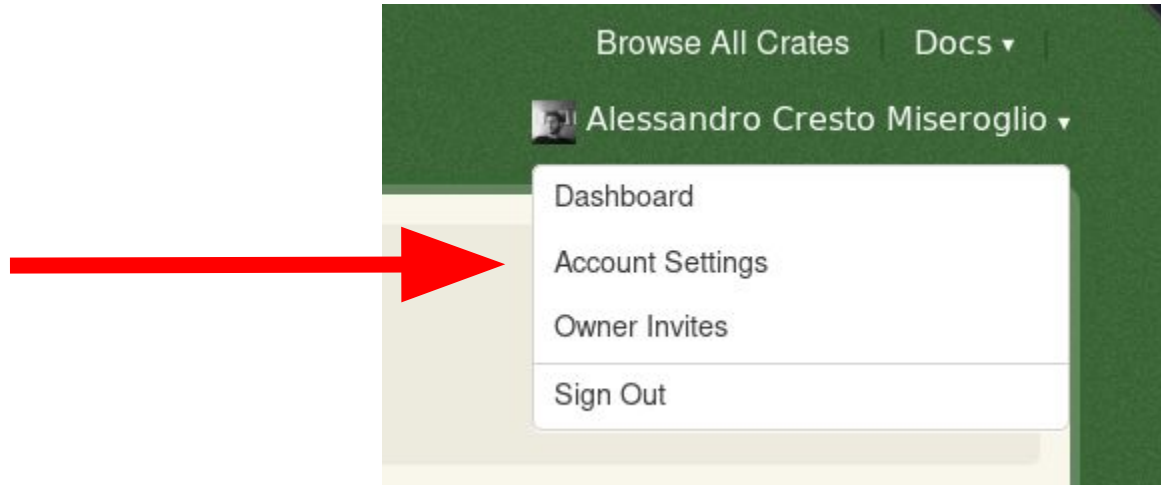 Browse All Crates Docs ▾
Alessandro Cresto Miseroglio ▾
Dashboard
Account Settings
Owner Invites
Sign Out